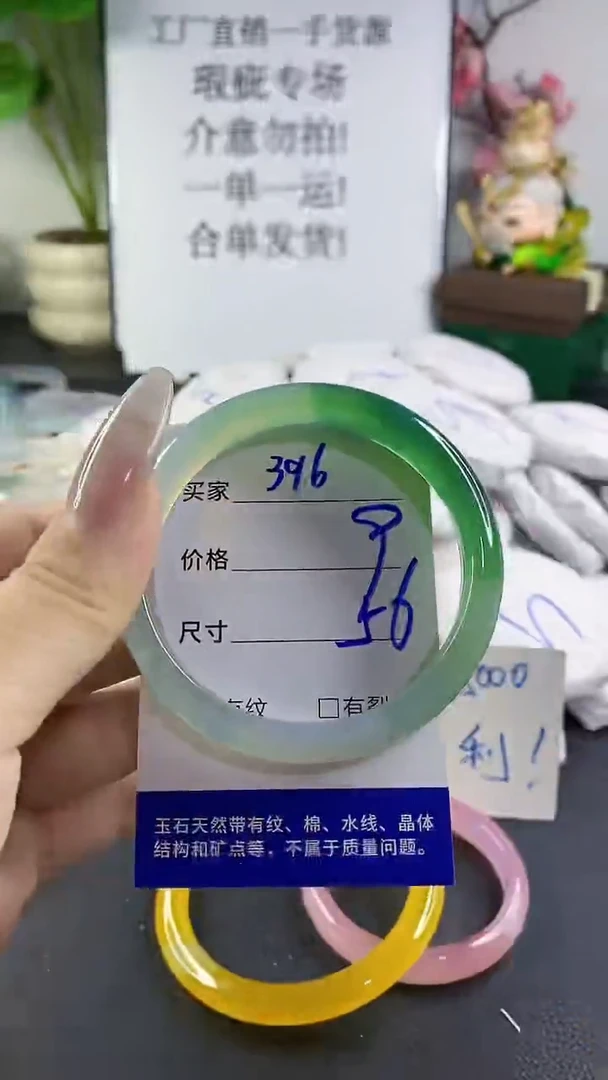 工厂直销一手货源
瑕疵专场
介意勿拍!
一单一运!
合单发货!
买家 396
价格
尺寸 56
有纹 □有裂
000
利!
玉石天然带有纹、棉、水线、晶体
结构和矿点等，不属于质量问题。